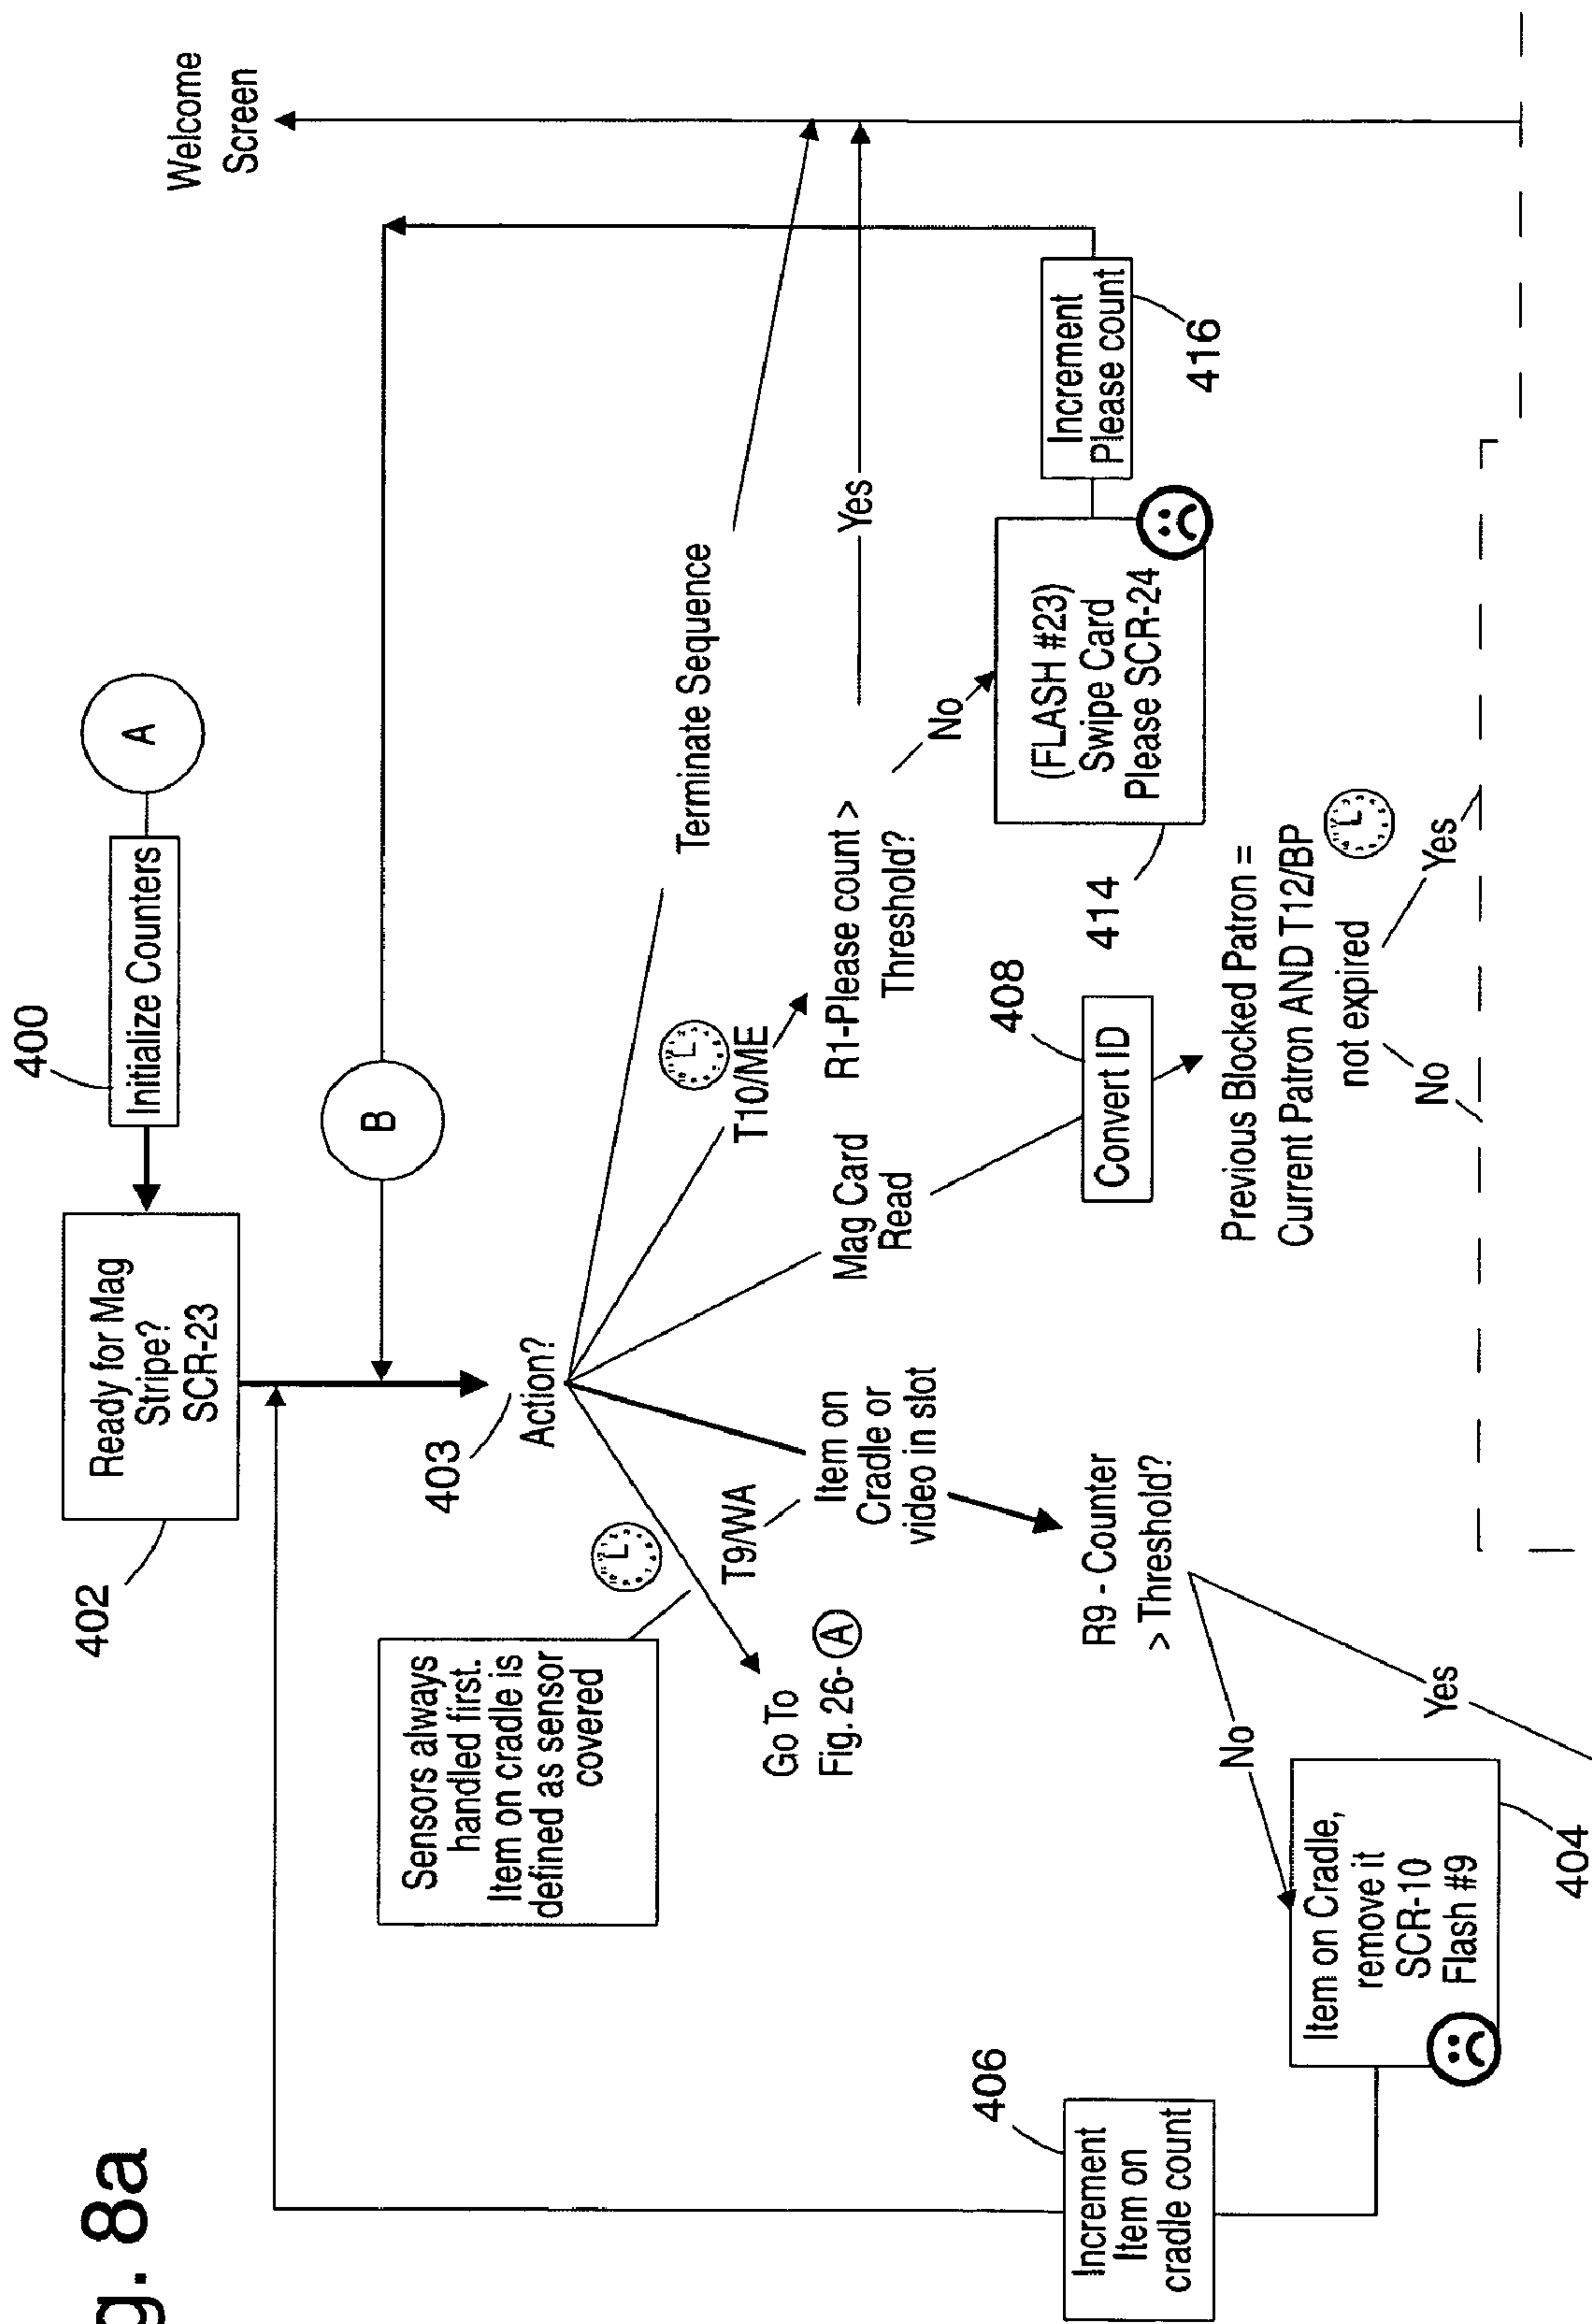 g. 8a
400
Initialize Counters
A
402
Ready for Mag
Stripe?
SCR-23
B
Welcome
Screen
403
Action?
Sensors always
handled first.
Item on cradle is
defined as sensor
covered
Go To
Fig. 26-A
T9/WA
Item on
Cradle or
video in slot
Mag Card
Read
T10/ME
Terminate Sequence
R1-Please count >
Threshold?
Yes
No
(FLASH #23)
Swipe Card
Please SCR-24
414
Increment
Please count
416
408
Convert ID
Previous Blocked Patron =
Current Patron AND T12/BP
not expired
No
Yes
R9 - Counter
> Threshold?
No
Yes
Item on Cradle,
remove it
SCR-10
Flash #9
404
406
Increment
Item on
cradle count